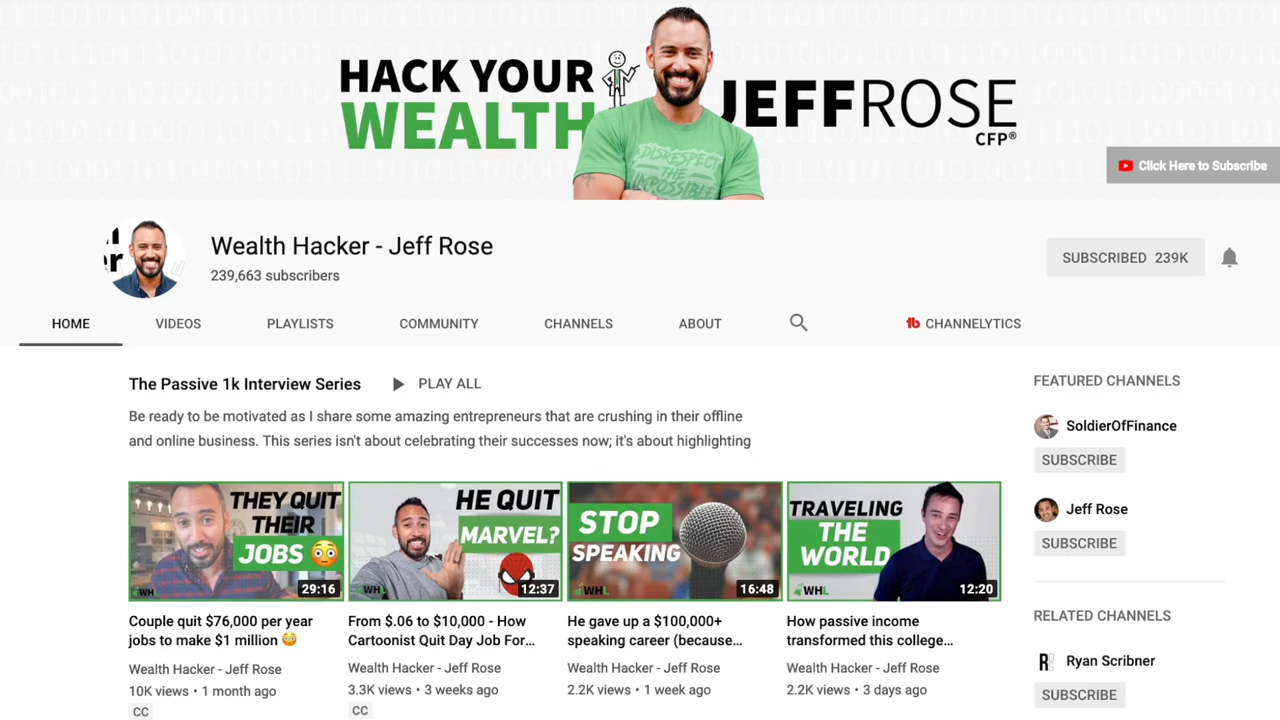 HACK YOUR
WEALTH
JEFFROSE
CFP®
DISRESPECT
THE
IMPOSSIBLE
Click Here to Subscribe
Wealth Hacker - Jeff Rose
239,663 subscribers
SUBSCRIBED 239K
HOME VIDEOS PLAYLISTS COMMUNITY CHANNELS ABOUT CHANNELYTICS
The Passive 1k Interview Series PLAY ALL
Be ready to be motivated as I share some amazing entrepreneurs that are crushing in their offline
and online business. This series isn't about celebrating their successes now; it's about highlighting
THEY QUIT
THEIR
JOBS
WH
29:16
Couple quit $76,000 per year
jobs to make $1 million
Wealth Hacker - Jeff Rose
10K views • 1 month ago
CC
HE QUIT
MARVEL?
WHL
12:37
From $.06 to $10,000 - How
Cartoonist Quit Day Job For...
Wealth Hacker - Jeff Rose
3.3K views • 3 weeks ago
CC
STOP
SPEAKING
WHL
16:48
He gave up a $100,000+
speaking career (because...
Wealth Hacker - Jeff Rose
2.2K views • 1 week ago
TRAVELING
THE
WORLD
WHL
12:20
How passive income
transformed this college...
Wealth Hacker - Jeff Rose
2.2K views • 3 days ago
FEATURED CHANNELS
SoldierOfFinance
SUBSCRIBE
Jeff Rose
SUBSCRIBE
RELATED CHANNELS
Ryan Scribner
SUBSCRIBE